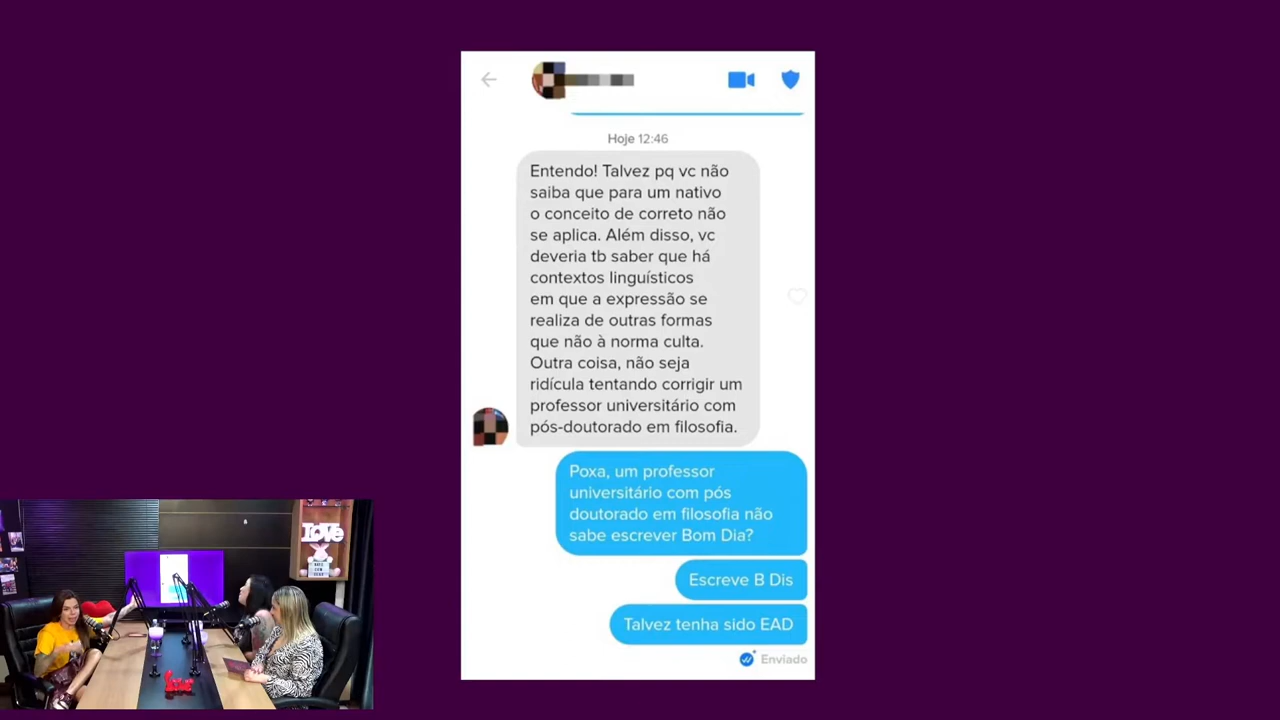 Hoje 12:46
Entendo! Talvez pq vc não
saiba que para um nativo
o conceito de correto não
se aplica. Além disso, vc
deveria tb saber que há
contextos linguísticos
em que a expressão se
realiza de outras formas
que não à norma culta.
Outra coisa, não seja
ridícula tentando corrigir um
professor universitário com
pós-doutorado em filosofia.
Poxa, um professor
universitário com pós
doutorado em filosofia não
sabe escrever Bom Dia?
Escreve B Dis
Talvez tenha sido EAD
Enviado
LOVE